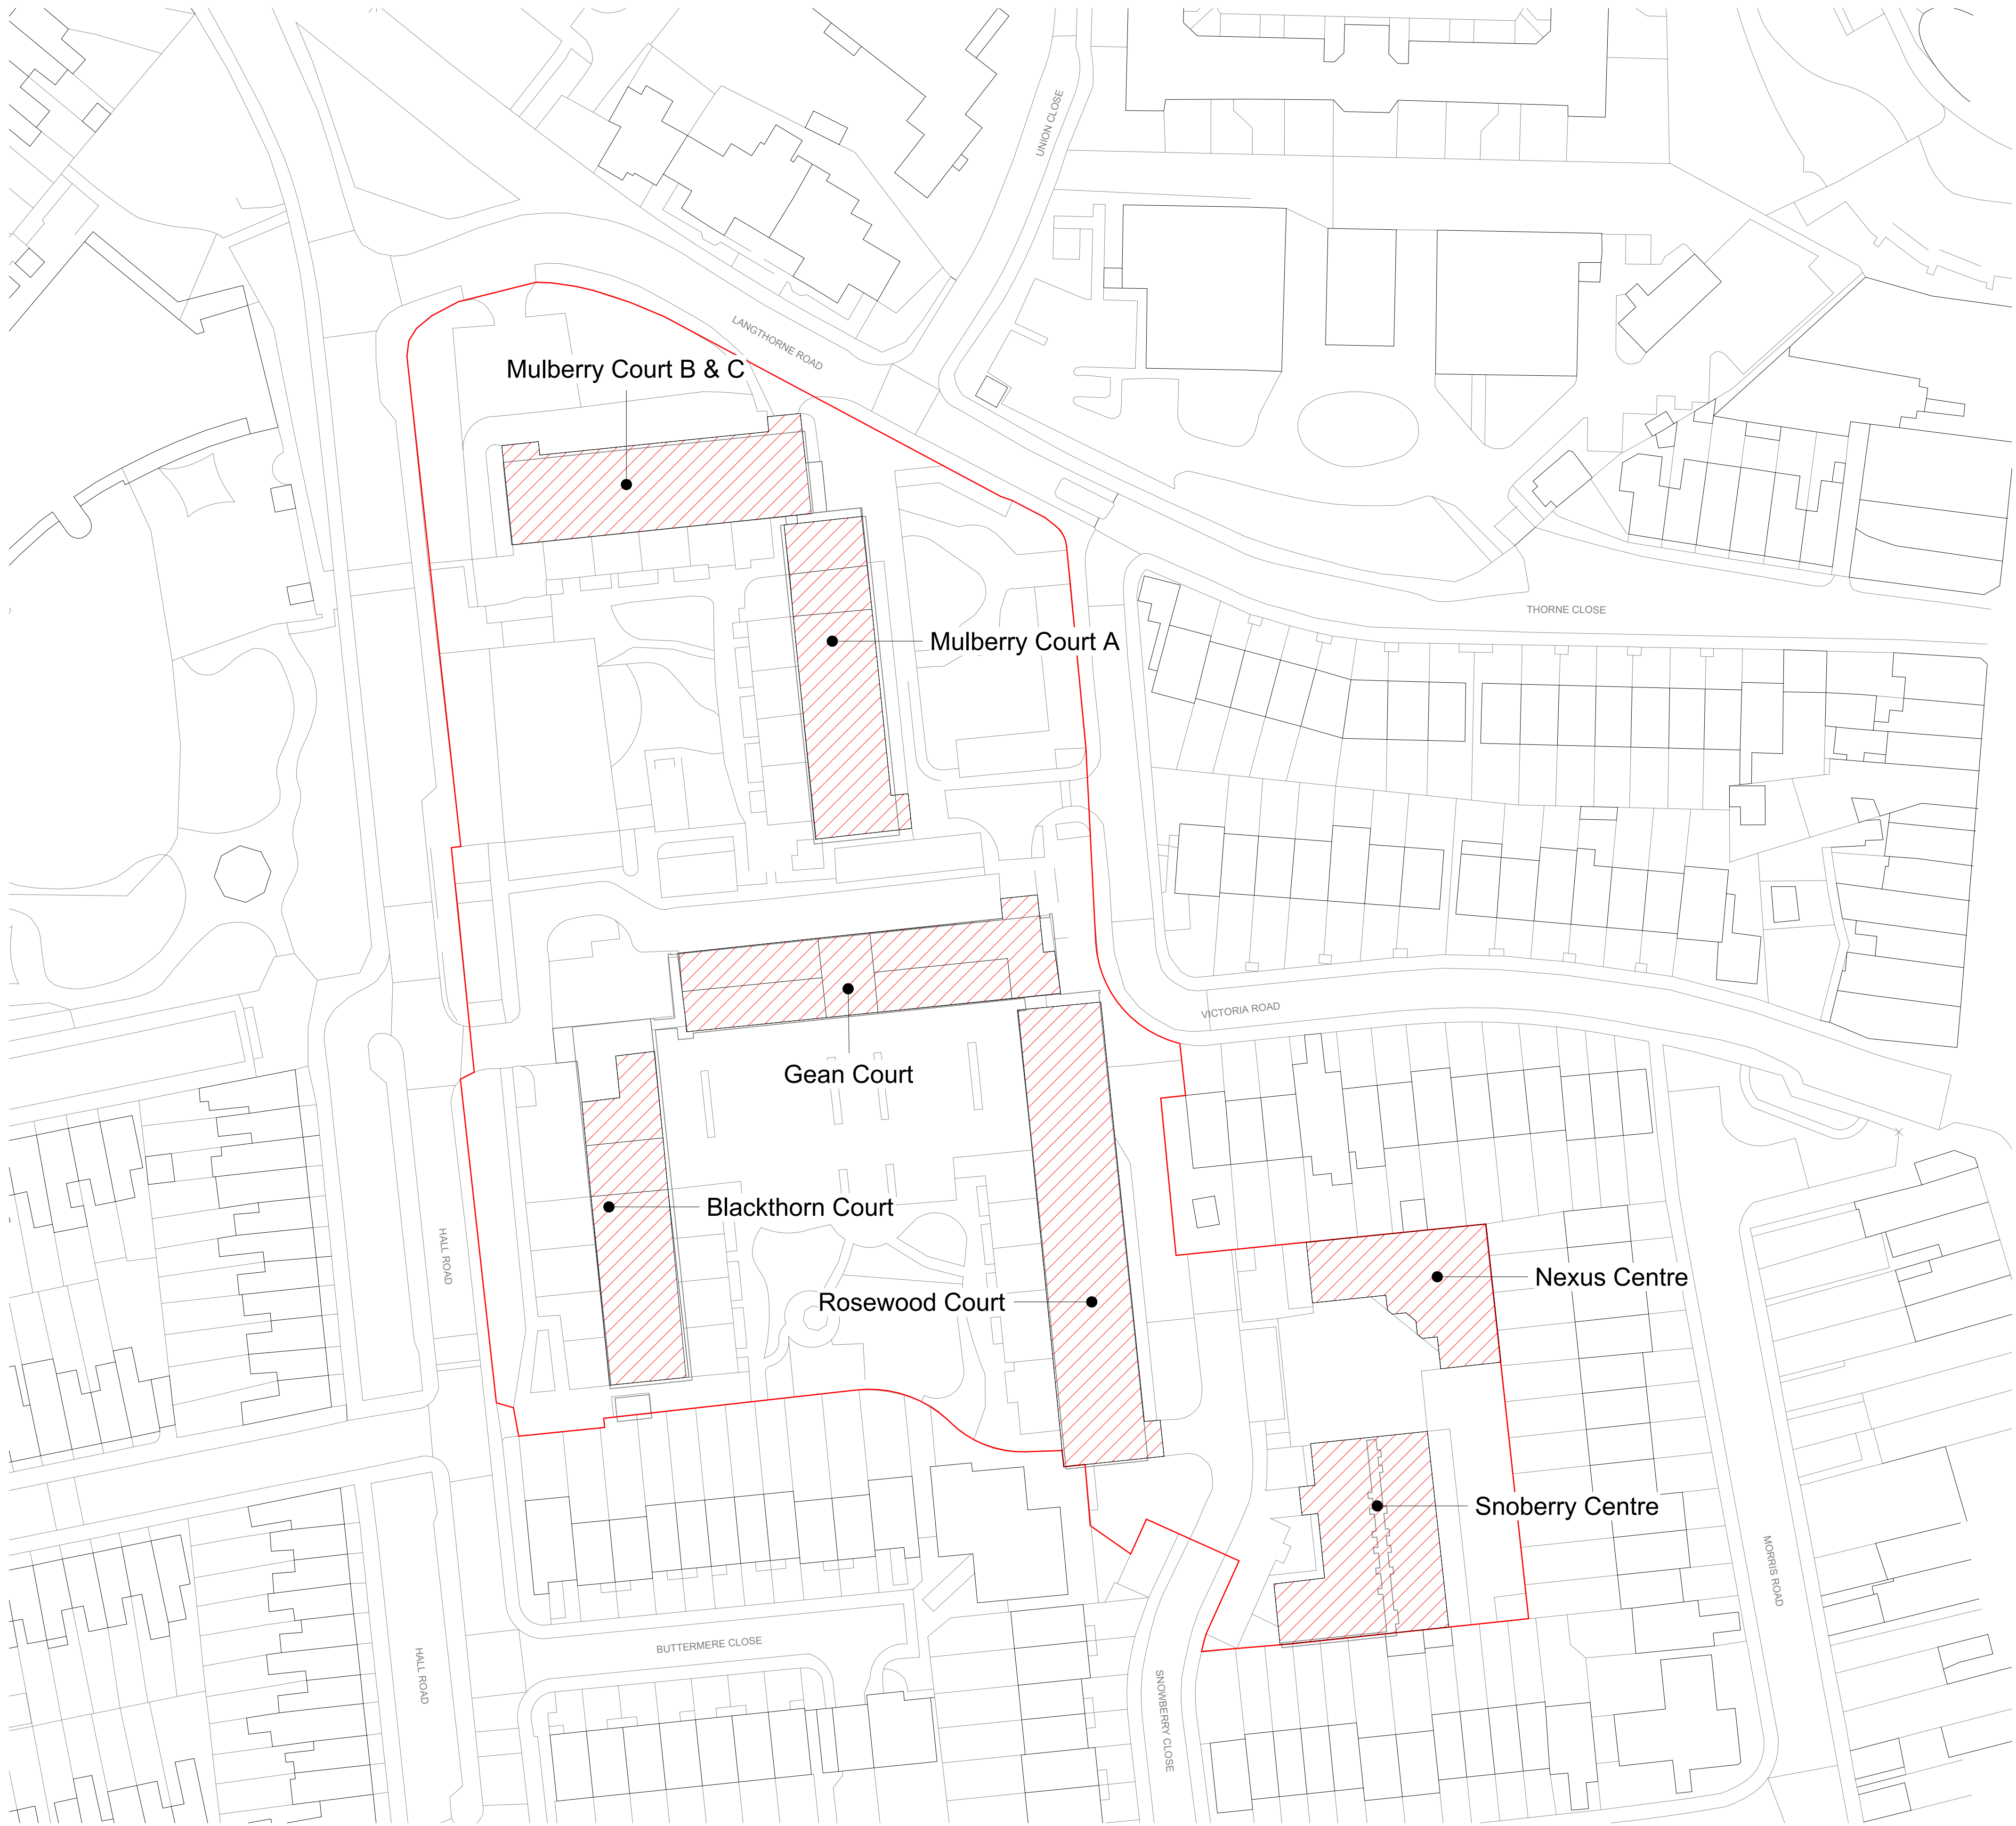 UNION CLOSE
LANGTHORNE ROAD
Mulberry Court B & C
THORNE CLOSE
Mulberry Court A
VICTORIA ROAD
Gean Court
Blackthorn Court
HALL ROAD
Nexus Centre
Rosewood Court
Snoberry Centre
MORRIS ROAD
BUTTERMERE CLOSE
HALL ROAD
SNOWBERRY CLOSE